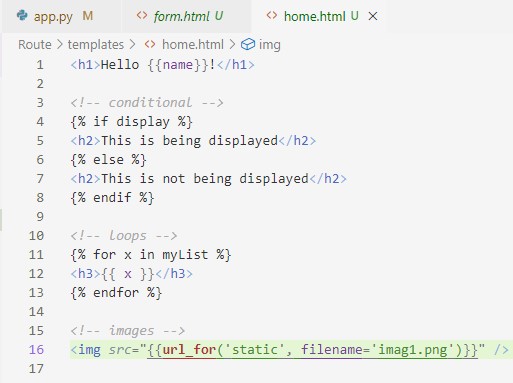 app.py M form.html U home.html U ×
Route > templates > <> home.html > img
1 <h1>Hello {{name}}!</h1>
2
3 <!-- conditional -->
4 {% if display %}
5 <h2>This is being displayed</h2>
6 {% else %}
7 <h2>This is not being displayed</h2>
8 {% endif %}
9
10 <!-- loops -->
11 {% for x in myList %}
12 <h3>{{ x }}</h3>
13 {% endfor %}
14
15 <!-- images -->
16 <img src="{{url_for('static', filename='imag1.png')}}" />
17